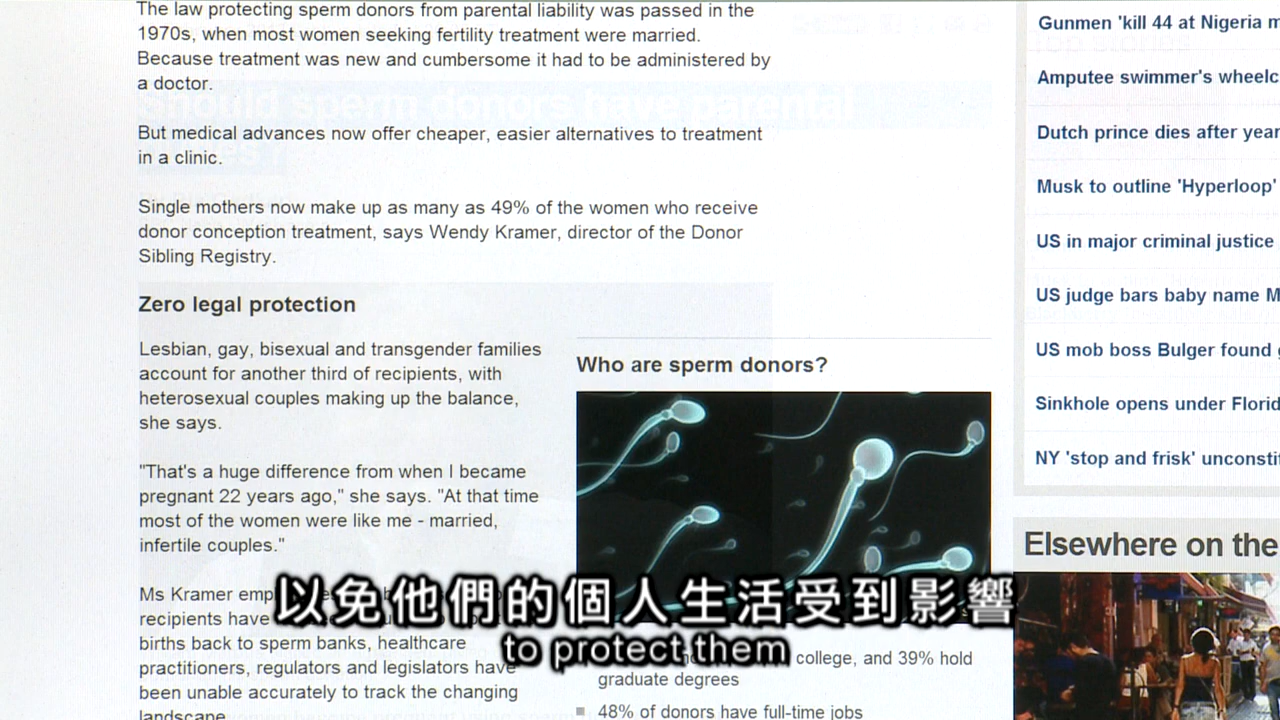 The law protecting sperm donors from parental liability was passed in the
1970s, when most women seeking fertility treatment were married.
Because treatment was new and cumbersome it had to be administered by
a doctor.
But medical advances now offer cheaper, easier alternatives to treatment
in a clinic.
Single mothers now make up as many as 49% of the women who receive
donor conception treatment, says Wendy Kramer, director of the Donor
Sibling Registry.
Zero legal protection
Lesbian, gay, bisexual and transgender families
account for another third of recipients, with
heterosexual couples making up the balance,
she says.
"That's a huge difference from when I became
pregnant 22 years ago," she says. "At that time
most of the women were like me - married,
infertile couples."
Ms Kramer
recipients have
births back to sperm banks, healthcare
practitioners, regulators and legislators have
been unable accurately to track the changing
landscape
Who are sperm donors?
college, and 39% hold
graduate degrees
48% of donors have full-time jobs
Gunmen 'kill 44 at Nigeria
Amputee swimmer's
Dutch prince dies after
Musk to outline 'Hyperloop'
US in major criminal justice
US judge bars baby name
US mob boss Bulger found
Sinkhole opens under
NY 'stop and frisk'
Elsewhere on the
should sperm donors have parental
以免他們的個人生活受到影響
to protect them